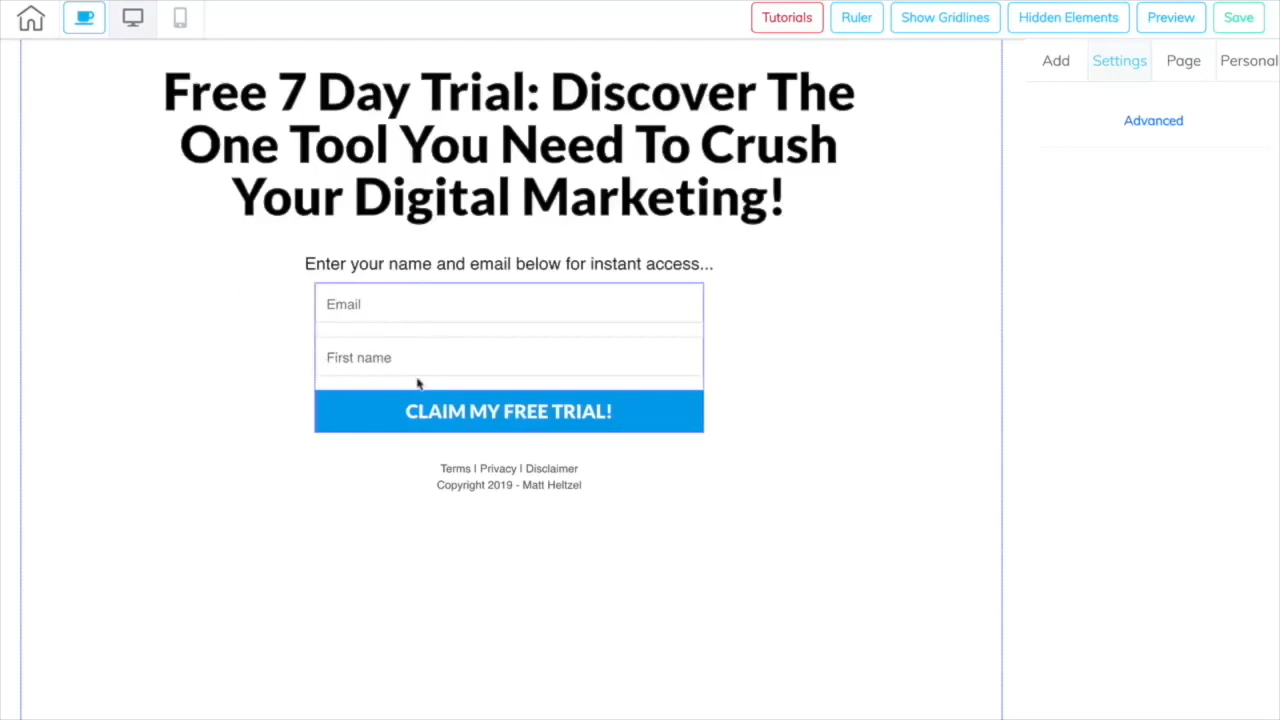 Tutorials
Ruler
Show Gridlines
Hidden Elements
Preview
Save
Add
Settings
Page
Personal
Advanced
Free 7 Day Trial: Discover The
One Tool You Need To Crush
Your Digital Marketing!
Enter your name and email below for instant access...
Email
First name
CLAIM MY FREE TRIAL!
Terms | Privacy | Disclaimer
Copyright 2019 - Matt Heltzel